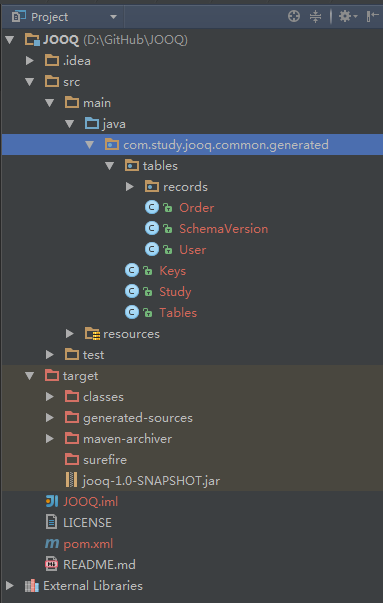 Project
JOOQ (D:\GitHub\JOOQ)
.idea
src
main
java
com.study.jooq.common.generated
tables
records
Order
SchemaVersion
User
Keys
Study
Tables
resources
test
target
classes
generated-sources
maven-archiver
surefire
jooq-1.0-SNAPSHOT.jar
JOOQ.iml
LICENSE
pom.xml
README.md
External Libraries